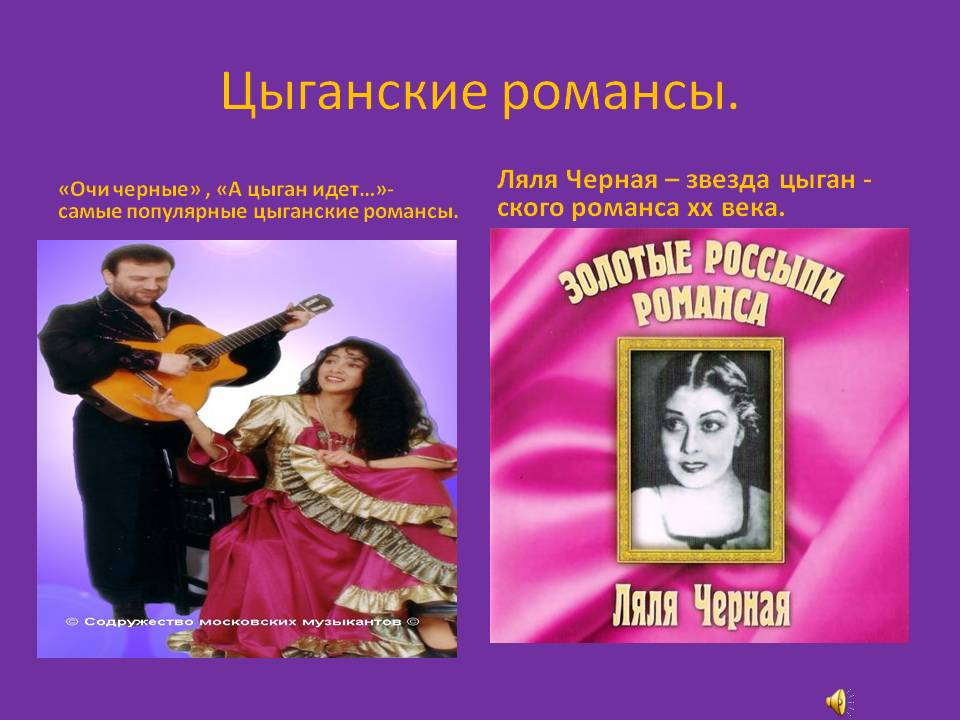 Цыганские романсы.
«Очи черные» , «А цыган идет…»-
самые популярные цыганские романсы.
Ляля Черная – звезда цыган -
ского романса хх века.
© Содружество московских музыкантов ©
ЗОЛОТЫЕ РОССЫПИ
РОМАНСА
Ляля Черная